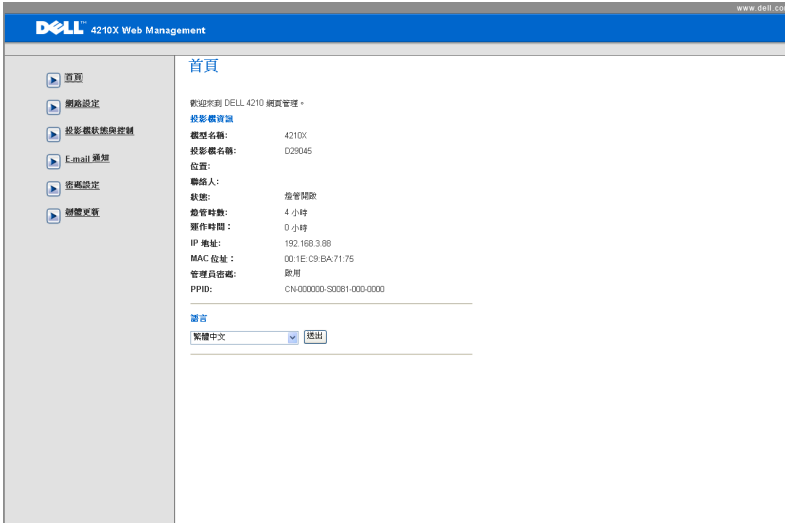 www.dell.co
DELL™ 4210X Web Management
首頁
網路設定
投影機狀態與控制
E-mail 通知
密碼設定
韌體更新
首頁
歡迎來到 DELL 4210 網頁管理。
投影機資訊
模型名稱: 4210X
投影機名稱: D29045
位置:
聯絡人:
狀態: 燈管開啟
燈管時數: 4 小時
運作時間： 0 小時
IP 地址: 192.168.3.88
MAC 位址： 00:1E:C9:BA:71:75
管理員密碼: 啟用
PPID: CN-000000-S0081-000-0000
語言
繁體中文 送出